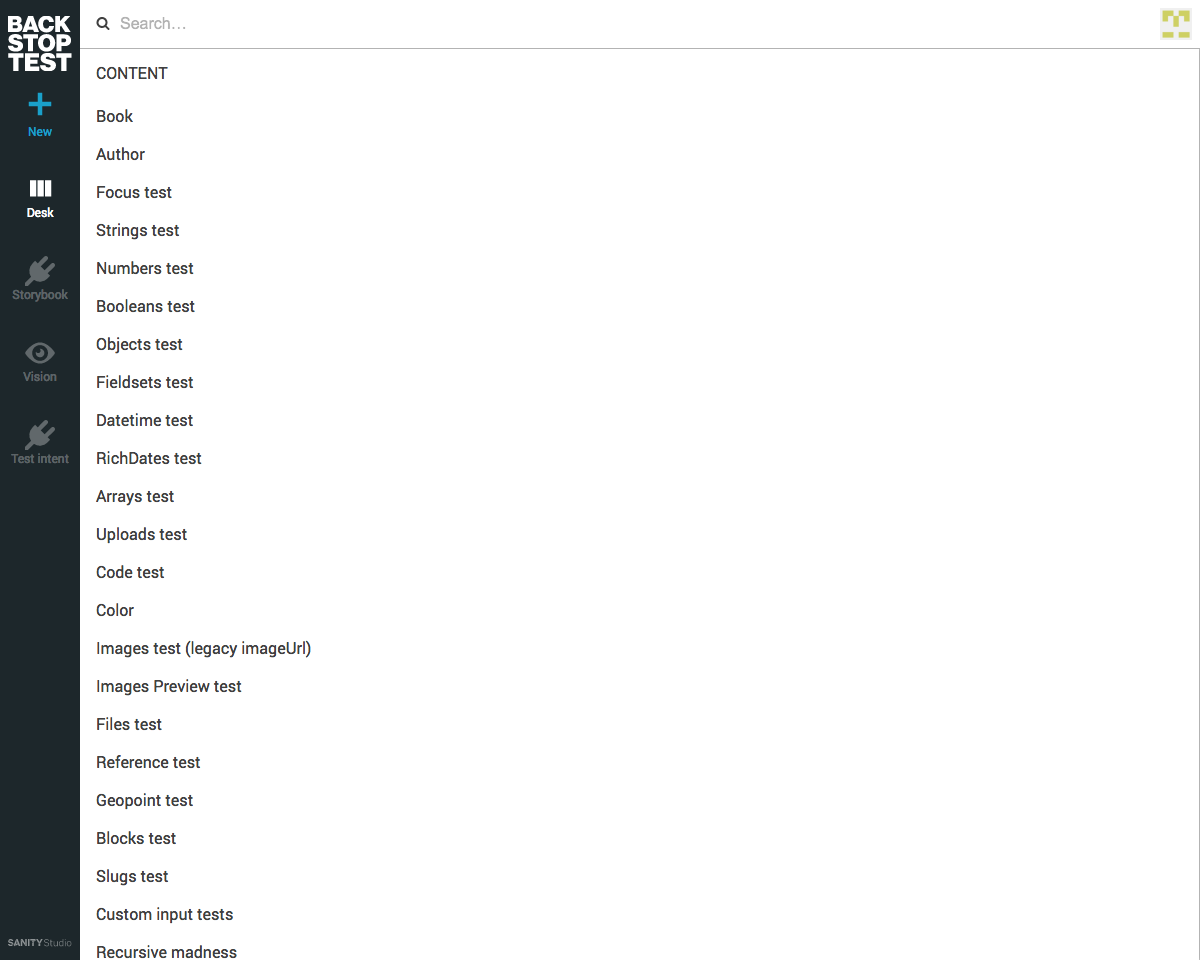 BACK
STOP
TEST
New
Desk
Storybook
Vision
Test intent
SANITY Studio
Search...
CONTENT
Book
Author
Focus test
Strings test
Numbers test
Booleans test
Objects test
Fieldsets test
Datetime test
RichDates test
Arrays test
Uploads test
Code test
Color
Images test (legacy imageUrl)
Images Preview test
Files test
Reference test
Geopoint test
Blocks test
Slugs test
Custom input tests
Recursive madness